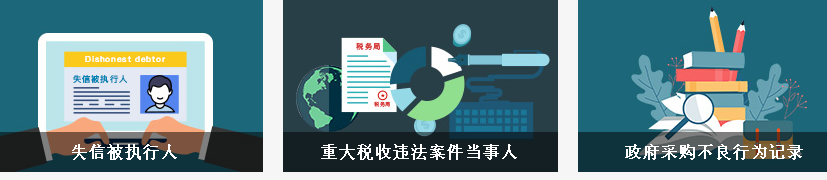 Dishonest debtor
失信被执行人
失信被执行人
税务局
税务局
重大税收违法案件当事人
政府采购不良行为记录